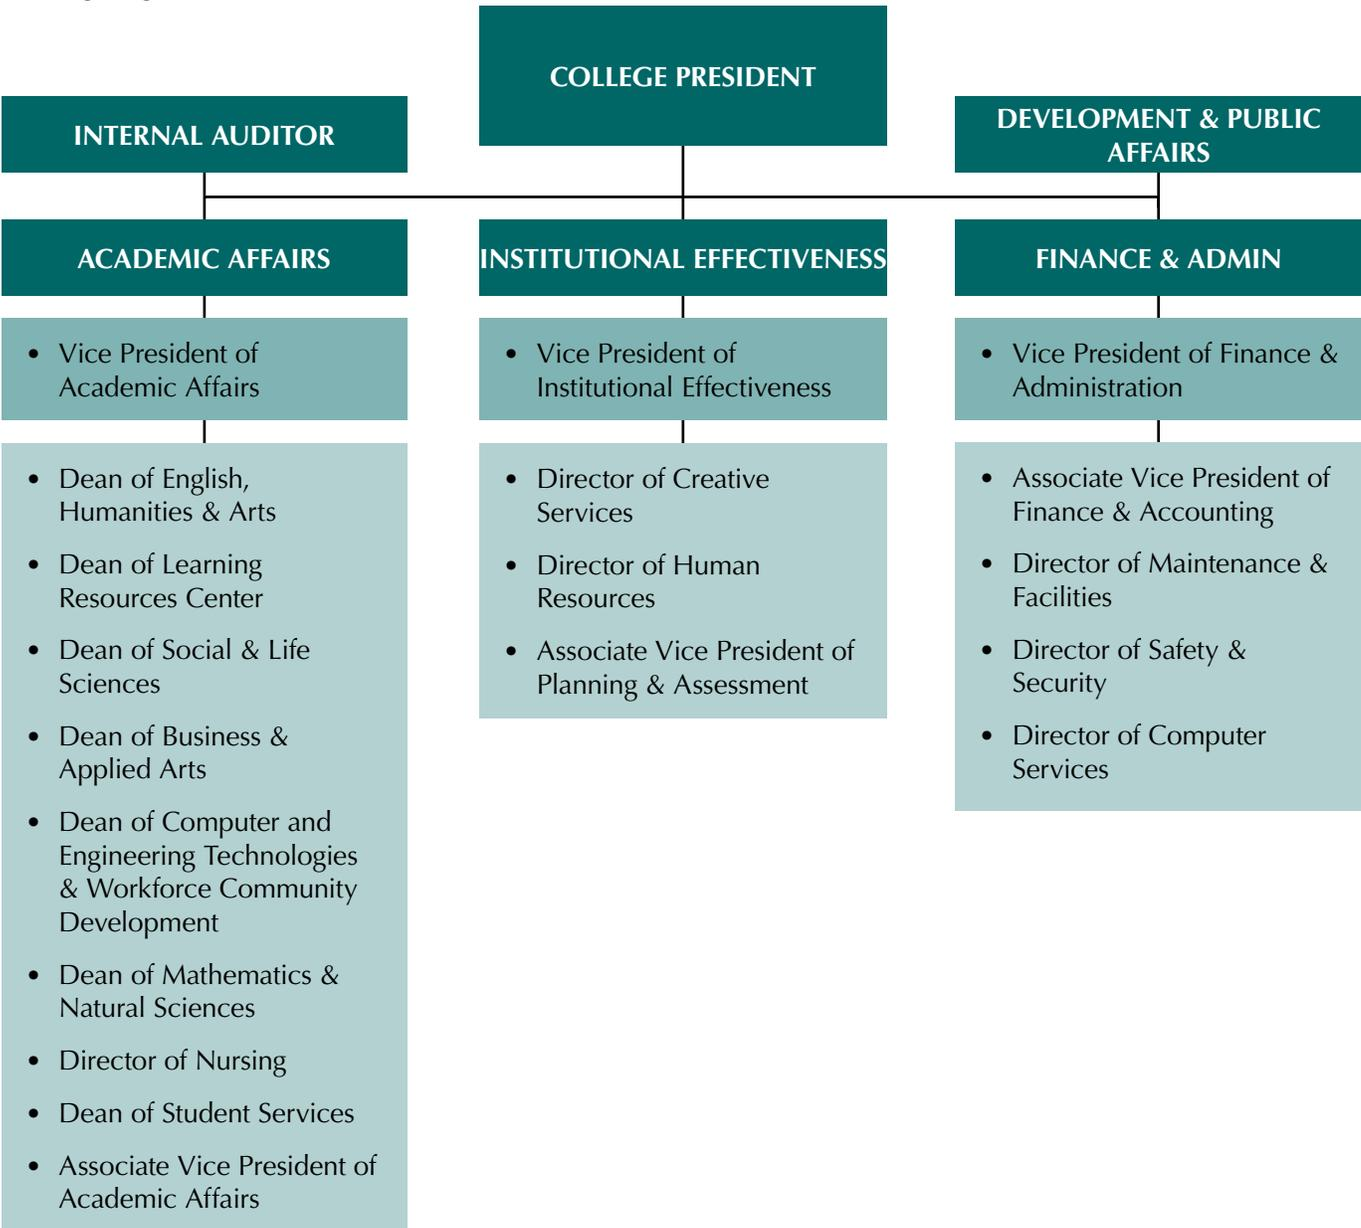 COLLEGE PRESIDENT
INTERNAL AUDITOR
DEVELOPMENT & PUBLIC
AFFAIRS
ACADEMIC AFFAIRS
• Vice President of
Academic Affairs
• Dean of English,
Humanities & Arts
• Dean of Learning
Resources Center
• Dean of Social & Life
Sciences
• Dean of Business &
Applied Arts
• Dean of Computer and
Engineering Technologies
& Workforce Community
Development
• Dean of Mathematics &
Natural Sciences
• Director of Nursing
• Dean of Student Services
• Associate Vice President of
Academic Affairs
INSTITUTIONAL EFFECTIVENESS
• Vice President of
Institutional Effectiveness
• Director of Creative
Services
• Director of Human
Resources
• Associate Vice President of
Planning & Assessment
FINANCE & ADMIN
• Vice President of Finance &
Administration
• Associate Vice President of
Finance & Accounting
• Director of Maintenance &
Facilities
• Director of Safety &
Security
• Director of Computer
Services